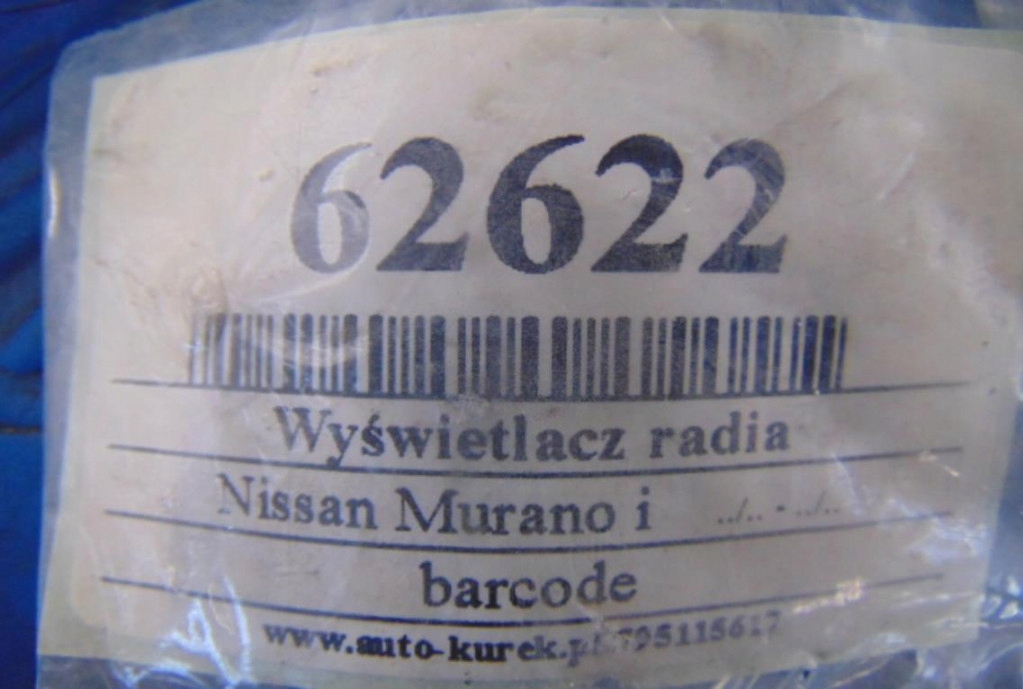 62622
Wyświetlacz radia
Nissan Murano i ../.. - ../..
barcode
www.auto-kurek.pl 795115617